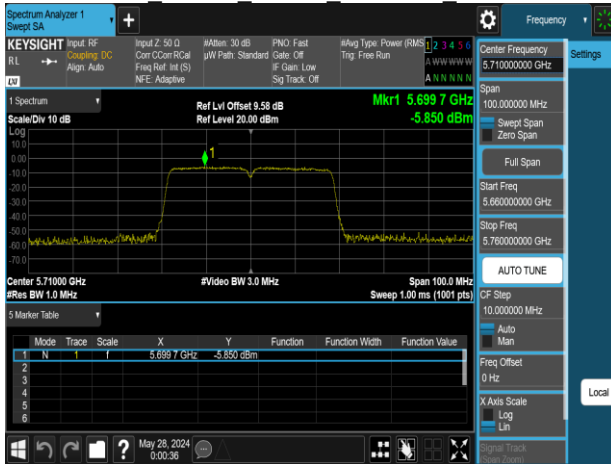 Spectrum Analyzer 1
Swept SA
+
Frequency
KEYSIGHT
RL
Input: RF
Coupling: DC
Align: Auto
Input Z: 50 Ω
Corr CCorr RCal
Freq Ref: Int (S)
NFE: Adaptive
#Atten: 30 dB
µW Path: Standard
PNO: Fast
Gate: Off
IF Gain: Low
Sig Track: Off
#Avg Type: Power (RMS
Trig: Free Run
1 2 3 4 5 6
A W W W W W
A N N N N N
LXI
1 Spectrum
Scale/Div 10 dB
Ref Lvl Offset 9.58 dB
Ref Level 20.00 dBm
Mkr1 5.699 7 GHz
-5.850 dBm
Log
10.0
0.00
-10.0
-20.0
-30.0
-40.0
-50.0
-60.0
-70.0
1
Center 5.71000 GHz
#Res BW 1.0 MHz
#Video BW 3.0 MHz
Span 100.0 MHz
Sweep 1.00 ms (1001 pts)
5 Marker Table
Mode Trace Scale X Y Function Function Width Function Value
1 N 1 f 5.699 7 GHz -5.850 dBm
2
3
4
5
6
?
May 28, 2024
0:00:36
Center Frequency
5.710000000 GHz
Settings
Span
100.000000 MHz
Swept Span
Zero Span
Full Span
Start Freq
5.660000000 GHz
Stop Freq
5.760000000 GHz
AUTO TUNE
CF Step
10.000000 MHz
Auto
Man
Freq Offset
0 Hz
X Axis Scale
Log
Lin
Local
Signal Track
(Span Zoom)